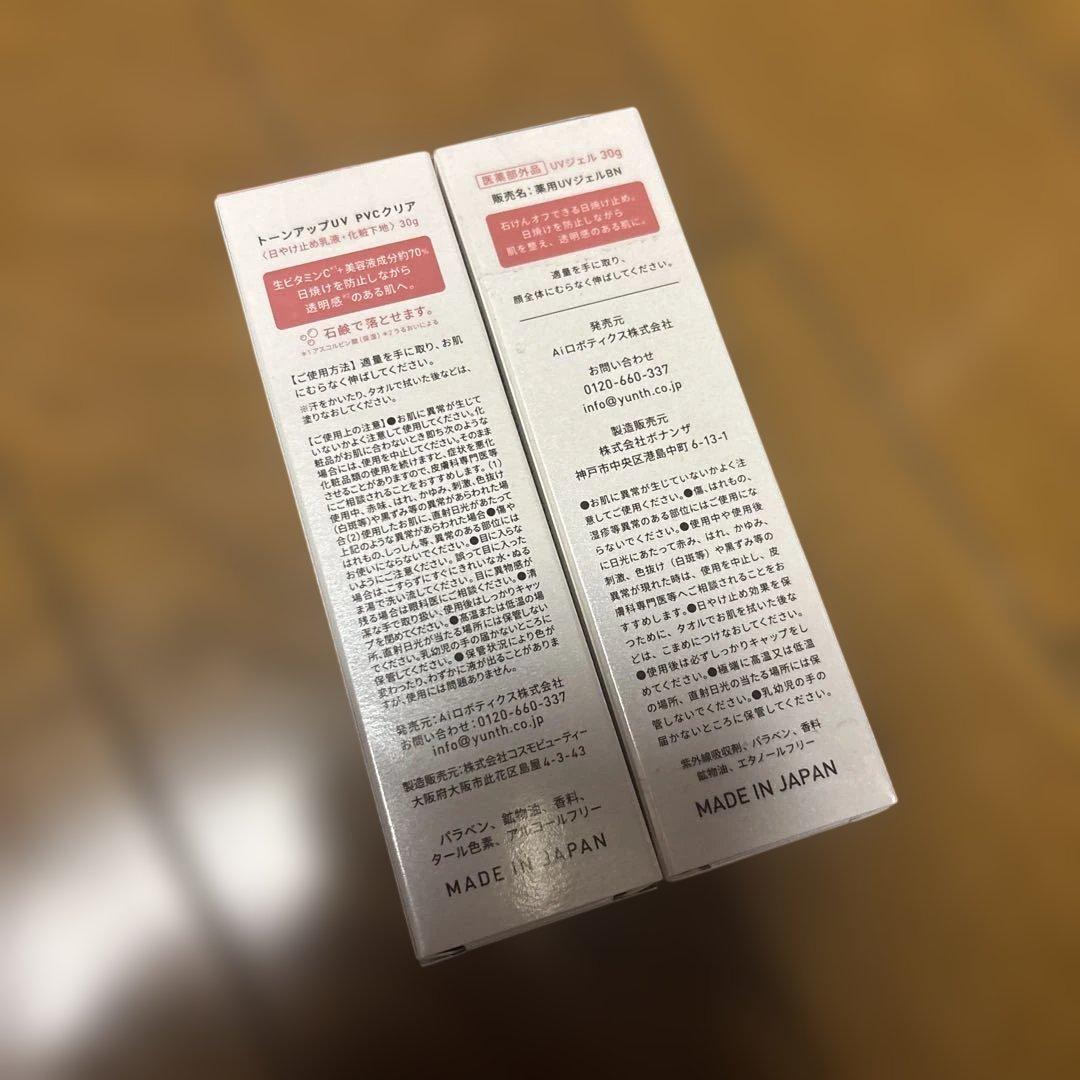 トーンアップUV PVCクリア
〈日やけ止め乳液・化粧下地〉30g
生ビタミンC*1+美容液成分約70%
日焼けを防止しながら
透明感*2のある肌へ。
石鹸で落とせます。
*1 アスコルビン酸(保湿) *2 うるおいによる
【ご使用方法】適量を手に取り、お肌
にむらなく伸ばしてください。
※汗をかいたり、タオルで拭いた後などは、
塗りなおしてください。
【ご使用上の注意】●お肌に異常が生じて
いないかよく注意して使用してください。化
粧品がお肌に合わないとき即ち次のような
場合には、使用を中止してください。そのまま
化粧品類の使用を続けますと、症状を悪化
させることがありますので、皮膚科専門医等
にご相談されることをおすすめします。(1)
使用中、赤味、はれ、かゆみ、刺激、色抜け
(白斑等)や黒ずみ等の異常があらわれた場
合(2)使用したお肌に、直射日光があたって
上記のような異常があらわれた場合●傷や
はれもの、しっしん等、異常のある部位には
お使いにならないでください。●目に入らな
いようにご注意ください。誤って目に入った
場合は、こすらずにすぐにきれいな水・ぬる
ま湯で洗い流してください。目に異物感が
残る場合は眼科医にご相談ください。●清
潔な手で取り扱い、使用後はしっかりキャッ
プを閉めてください。●高温または低温の場
所、直射日光が当たる場所には保管しない
でください。乳幼児の手の届かないところに
保管してください。●保管状況により色が
変わったり、わずかに液が出ることがありま
すが、使用には問題ありません。
発売元:Aiロボティクス株式会社
お問い合わせ:0120-660-337
info@yunth.co.jp
製造販売元:株式会社コスモビューティー
大阪府大阪市此花区島屋 4-3-43
パラベン、鉱物油、香料、
タール色素、アルコールフリー
MADE IN JAPAN
医薬部外品 UVジェル 30g
販売名:薬用UVジェルBN
石けんオフできる日焼け止め。
日焼けを防止しながら
肌を整え、透明感のある肌に。
適量を手に取り、
顔全体にむらなく伸ばしてください。
発売元
Aiロボティクス株式会社
お問い合わせ
0120-660-337
info@yunth.co.jp
製造販売元
株式会社ボナンザ
神戸市中央区港島中町 6-13-1
●お肌に異常が生じていないかよく注
意してご使用ください。●傷、はれもの、
湿疹等異常のある部位にはご使用にな
らないでください。●使用中や使用後
に日光にあたって赤み、はれ、かゆみ、
刺激、色抜け(白斑等)や黒ずみ等の
異常が現れた時は、使用を中止し、皮
膚科専門医等へご相談されることをお
すすめします。●日やけ止め効果を保
つために、タオルでお肌を拭いた後な
どは、こまめにつけなおしてください。
●使用後は必ずしっかりキャップをし
めてください。●極端に高温又は低温
の場所、直射日光の当たる場所には保
管しないでください。●乳幼児の手の
届かないところに保管してください。
紫外線吸収剤、パラベン、香料
鉱物油、エタノールフリー
MADE IN JAPAN